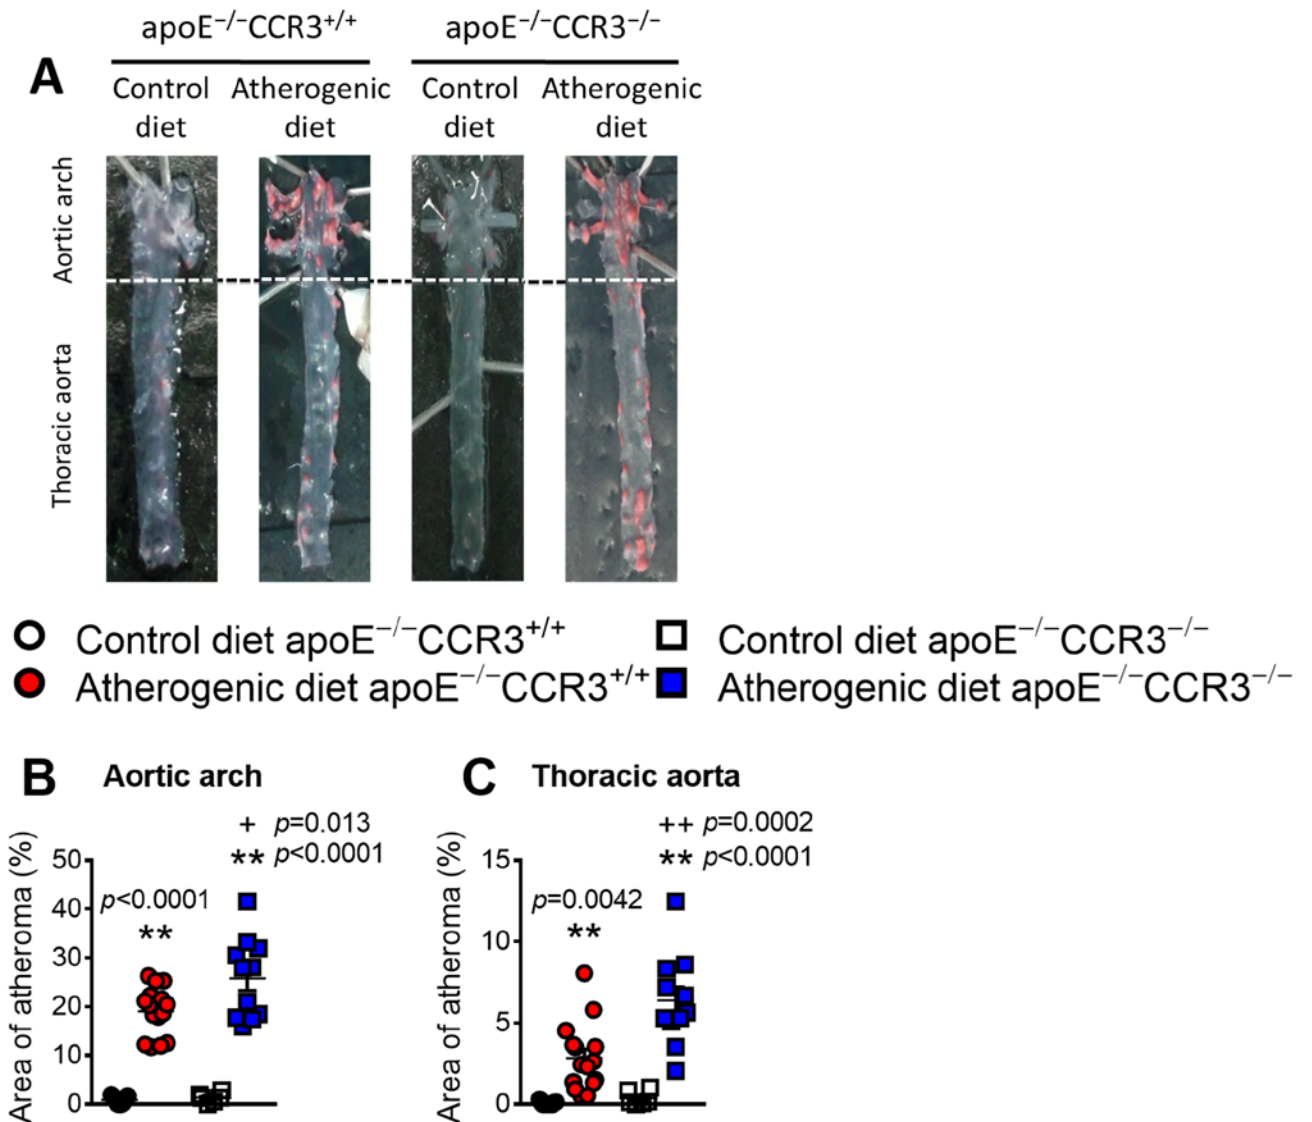 apoE⁻/⁻CCR3⁺/⁺ apoE⁻/⁻CCR3⁻/⁻
A
Control diet
Atherogenic diet
Control diet
Atherogenic diet
Aortic arch
Thoracic aorta
Control diet apoE⁻/⁻CCR3⁺/⁺
Control diet apoE⁻/⁻CCR3⁻/⁻
Atherogenic diet apoE⁻/⁻CCR3⁺/⁺
Atherogenic diet apoE⁻/⁻CCR3⁻/⁻
B Aortic arch
+ p=0.013
** p<0.0001
p<0.0001
**
Area of atheroma (%)
50
40
30
20
10
0
C Thoracic aorta
++ p=0.0002
** p<0.0001
p=0.0042
**
Area of atheroma (%)
15
10
5
0